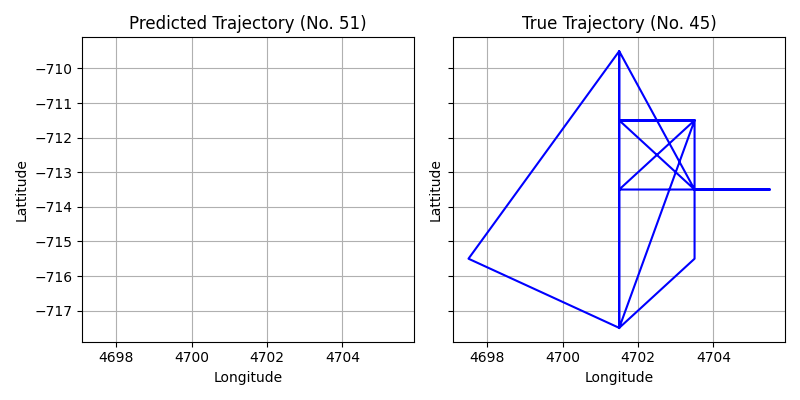 Predicted Trajectory (No. 51)
True Trajectory (No. 45)
Lattitude
−710
−711
−712
−713
−714
−715
−716
−717
4698
4700
4702
4704
Longitude
Lattitude
4698
4700
4702
4704
Longitude